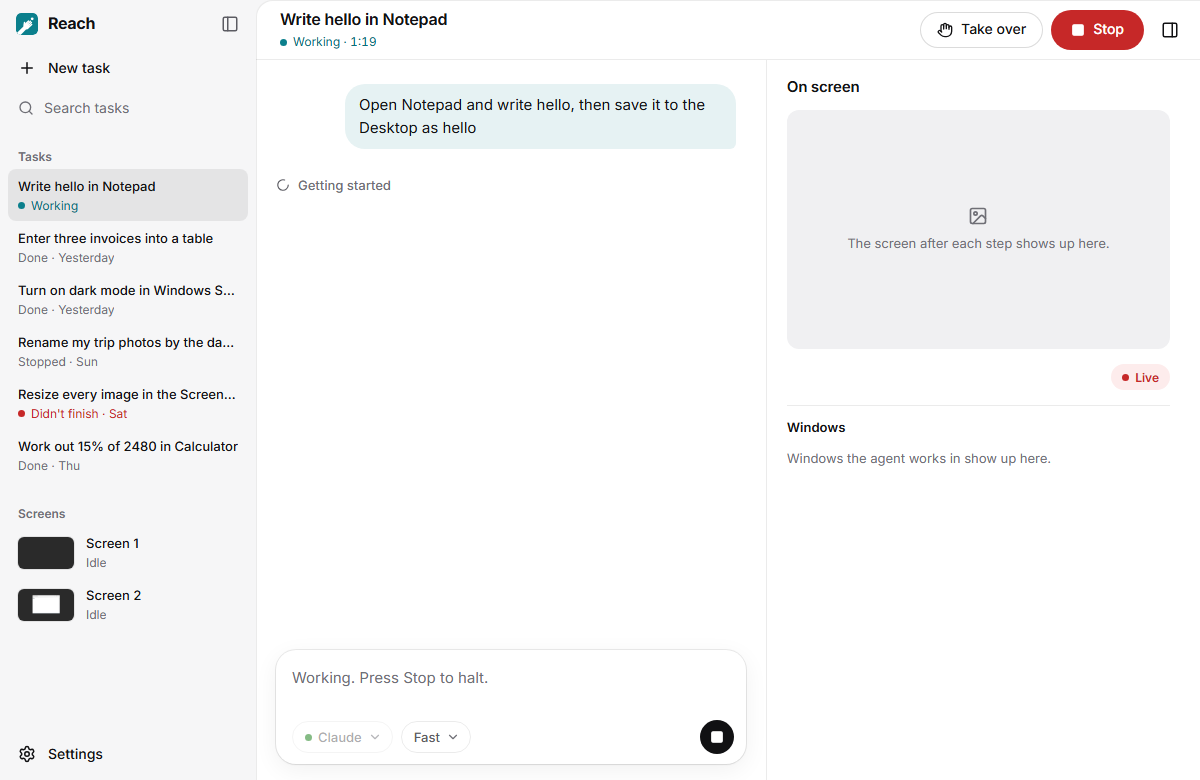 Reach
New task
Search tasks
Tasks
Write hello in Notepad
Working
Enter three invoices into a table
Done · Yesterday
Turn on dark mode in Windows S...
Done · Yesterday
Rename my trip photos by the da...
Stopped · Sun
Resize every image in the Screen...
Didn't finish · Sat
Work out 15% of 2480 in Calculator
Done · Thu
Screens
Screen 1
Idle
Screen 2
Idle
Settings
Write hello in Notepad
Working · 1:19
Take over
Stop
Open Notepad and write hello, then save it to the
Desktop as hello
Getting started
Working. Press Stop to halt.
Claude
Fast
On screen
The screen after each step shows up here.
Live
Windows
Windows the agent works in show up here.